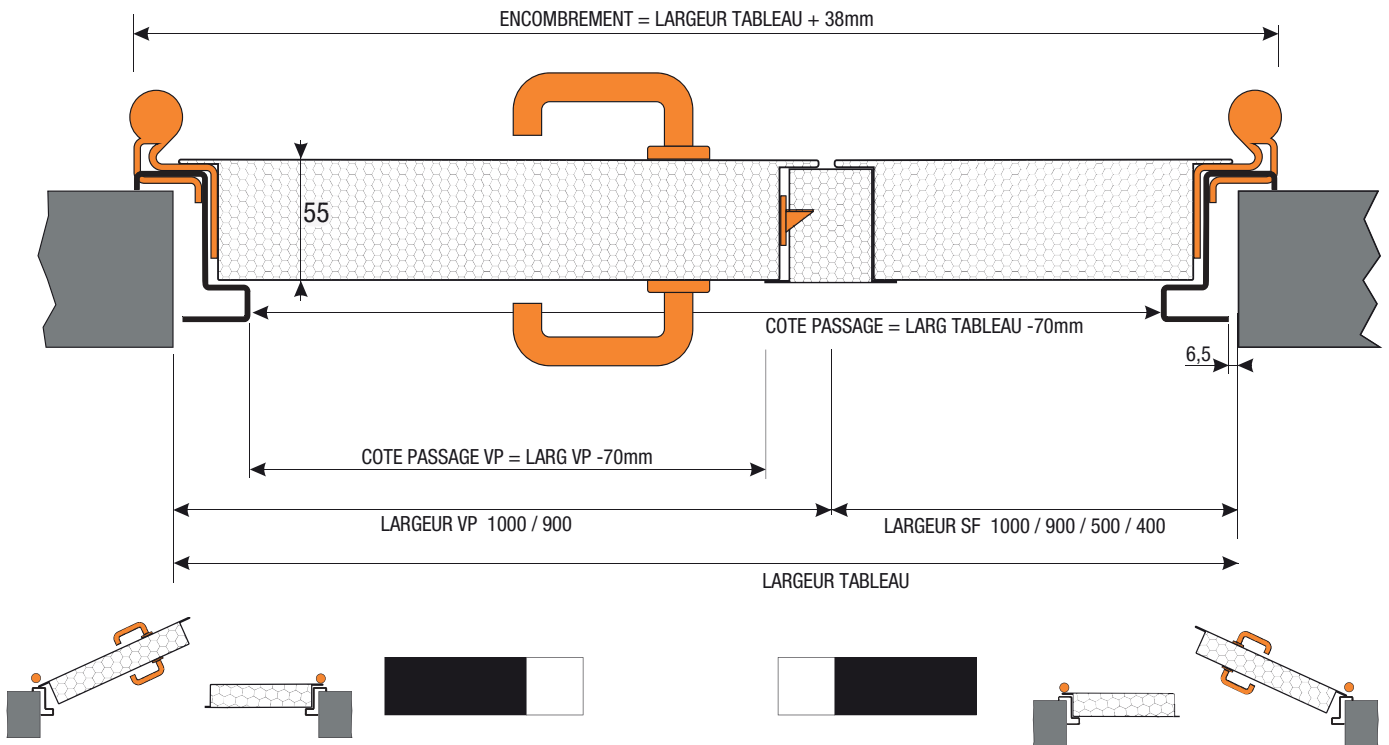 ENCOMBREMENT = LARGEUR TABLEAU + 38mm
55
COTE PASSAGE = LARG TABLEAU -70mm
6,5
COTE PASSAGE VP = LARG VP -70mm
LARGEUR VP 1000 / 900
LARGEUR SF 1000 / 900 / 500 / 400
LARGEUR TABLEAU